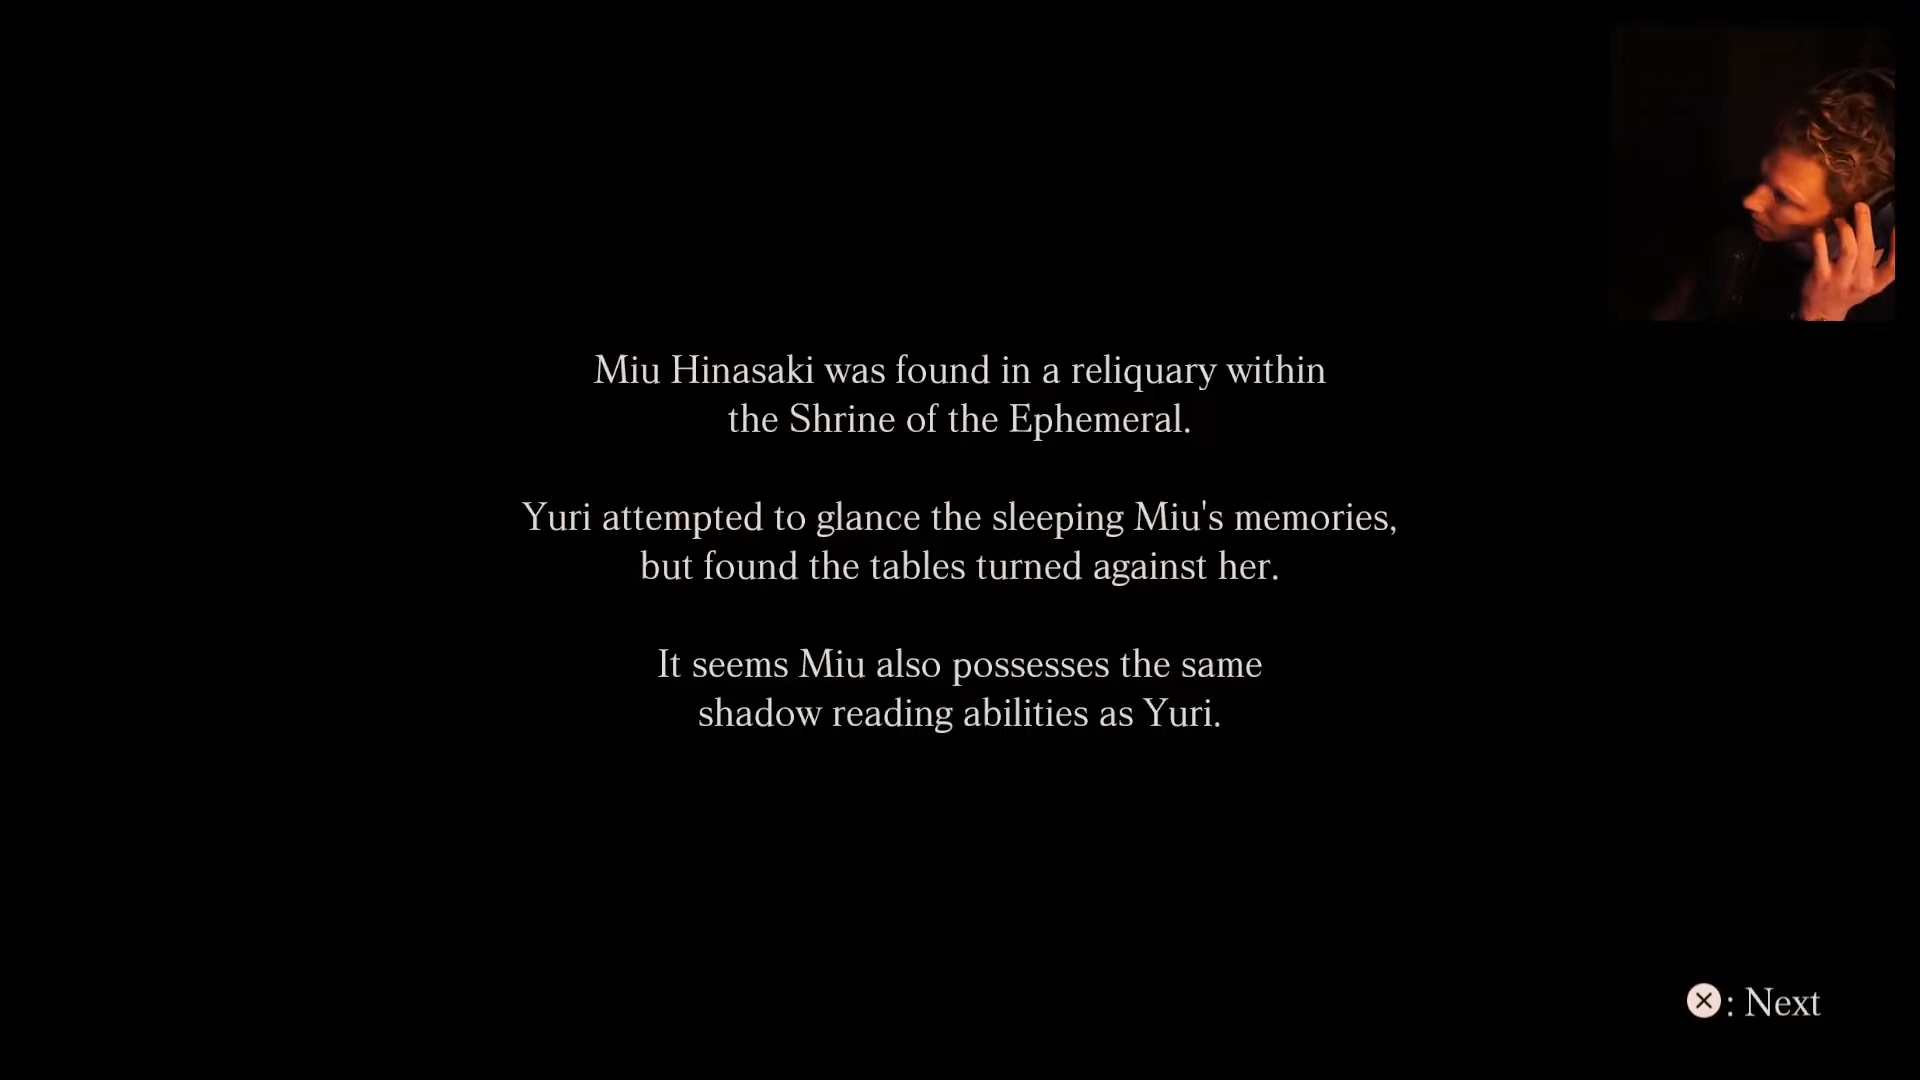 Miu Hinasaki was found in a reliquary within
the Shrine of the Ephemeral.
Yuri attempted to glance the sleeping Miu's memories,
but found the tables turned against her.
It seems Miu also possesses the same
shadow reading abilities as Yuri.
: Next